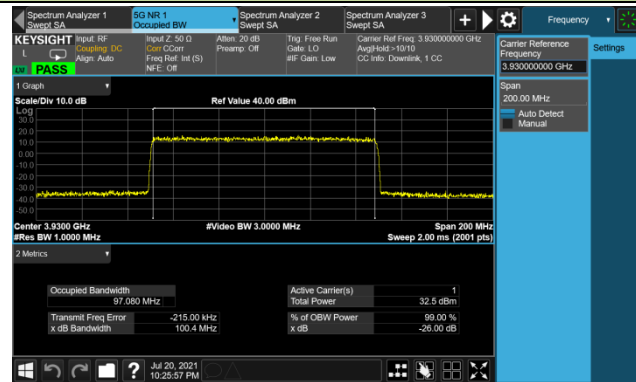 Spectrum Analyzer 1
Swept SA
5G NR 1
Occupied BW
Spectrum Analyzer 2
Swept SA
Spectrum Analyzer 3
Swept SA
Frequency
KEYSIGHT
L
PASS
Input: RF
Coupling: DC
Align: Auto
Input Z: 50 Ω
Corr CCorr
Freq Ref: Int (S)
NFE: Off
Atten: 20 dB
Preamp: Off
Trig: Free Run
Gate: LO
#IF Gain: Low
Carrier Ref Freq: 3.930000000 GHz
Avg|Hold:>10/10
CC Info: Downlink, 1 CC
Carrier Reference
Frequency
3.930000000 GHz
Settings
Span
200.00 MHz
Auto Detect
Manual
1 Graph
Scale/Div 10.0 dB
Ref Value 40.00 dBm
Log
30.0
20.0
10.0
0.00
-10.0
-20.0
-30.0
-40.0
-50.0
Center 3.9300 GHz
#Video BW 3.0000 MHz
Span 200 MHz
#Res BW 1.0000 MHz
Sweep 2.00 ms (2001 pts)
2 Metrics
Occupied Bandwidth
97.080 MHz
Active Carrier(s)
1
Total Power
32.5 dBm
Transmit Freq Error
-215.00 kHz
% of OBW Power
99.00 %
x dB Bandwidth
100.4 MHz
x dB
-26.00 dB
?
Jul 20, 2021
10:25:57 PM